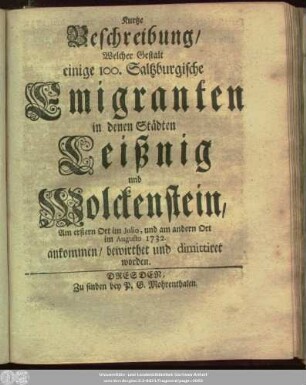 Kurtze
Beschreibung/
Welcher Gestalt
einige 100. Saltzburgische
Emigranten
in denen Städten
Leißnig
und
Wolckenstein,
Am erstern Ort im Julio, und am andern Ort
im Augusto 1732.
ankommen/ bewirthet und dimittiret
worden.
DRESDEN,
Zu finden bey P. G. Mohrenthalen.